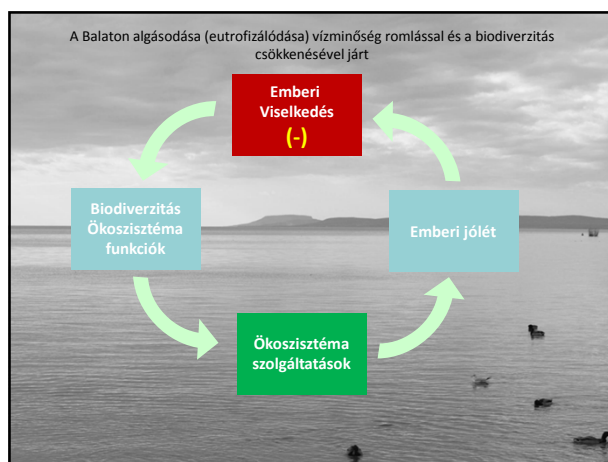 A Balaton algásodása (eutrofizálódása) vízminőség romlással és a biodiverzitás
csökkenésével járt
Emberi
Viselkedés
(-)
Biodiverzitás
Ökoszisztéma
funkciók
Emberi jólét
Ökoszisztéma
szolgáltatások